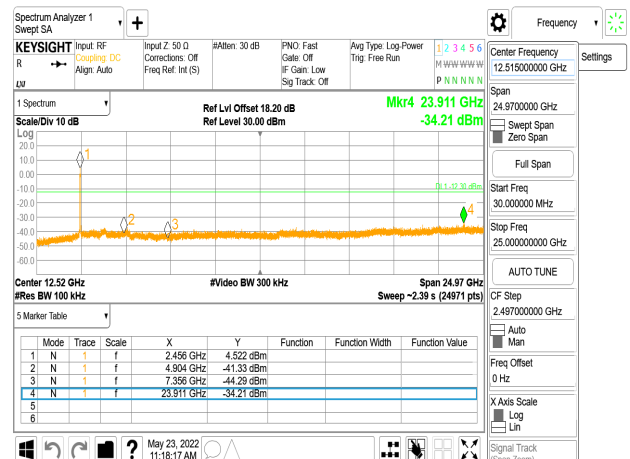 Spectrum Analyzer 1
Swept SA
Frequency
KEYSIGHT Input: RF Input Z: 50 Ω #Atten: 30 dB PNO: Fast Avg Type: Log-Power 1 2 3 4 5 6
R Coupling: DC Corrections: Off Gate: Off Trig: Free Run M W W W W W
Align: Auto Freq Ref: Int (S) IF Gain: Low
LXI Sig Track: Off P N N N N N
Center Frequency
12.515000000 GHz
Settings
Span
24.9700000 GHz
Swept Span
Zero Span
Full Span
Start Freq
30.000000 MHz
Stop Freq
25.000000000 GHz
AUTO TUNE
CF Step
2.497000000 GHz
Auto
Man
Freq Offset
0 Hz
X Axis Scale
Log
Lin
Signal Track
(Span Zoom)
1 Spectrum
Ref Lvl Offset 18.20 dB Mkr4 23.911 GHz
Scale/Div 10 dB Ref Level 30.00 dBm -34.21 dBm
Log
20.0
10.0
0.00
-10.0
-20.0
-30.0
-40.0
-50.0
-60.0
1
2
3
4
DL1 -12.30 dBm
Center 12.52 GHz #Video BW 300 kHz Span 24.97 GHz
#Res BW 100 kHz Sweep ~2.39 s (24971 pts)
5 Marker Table
Mode Trace Scale X Y Function Function Width Function Value
1 N 1 f 2.456 GHz 4.522 dBm
2 N 1 f 4.904 GHz -41.33 dBm
3 N 1 f 7.356 GHz -44.29 dBm
4 N 1 f 23.911 GHz -34.21 dBm
5
6
? May 23, 2022
11:18:17 AM